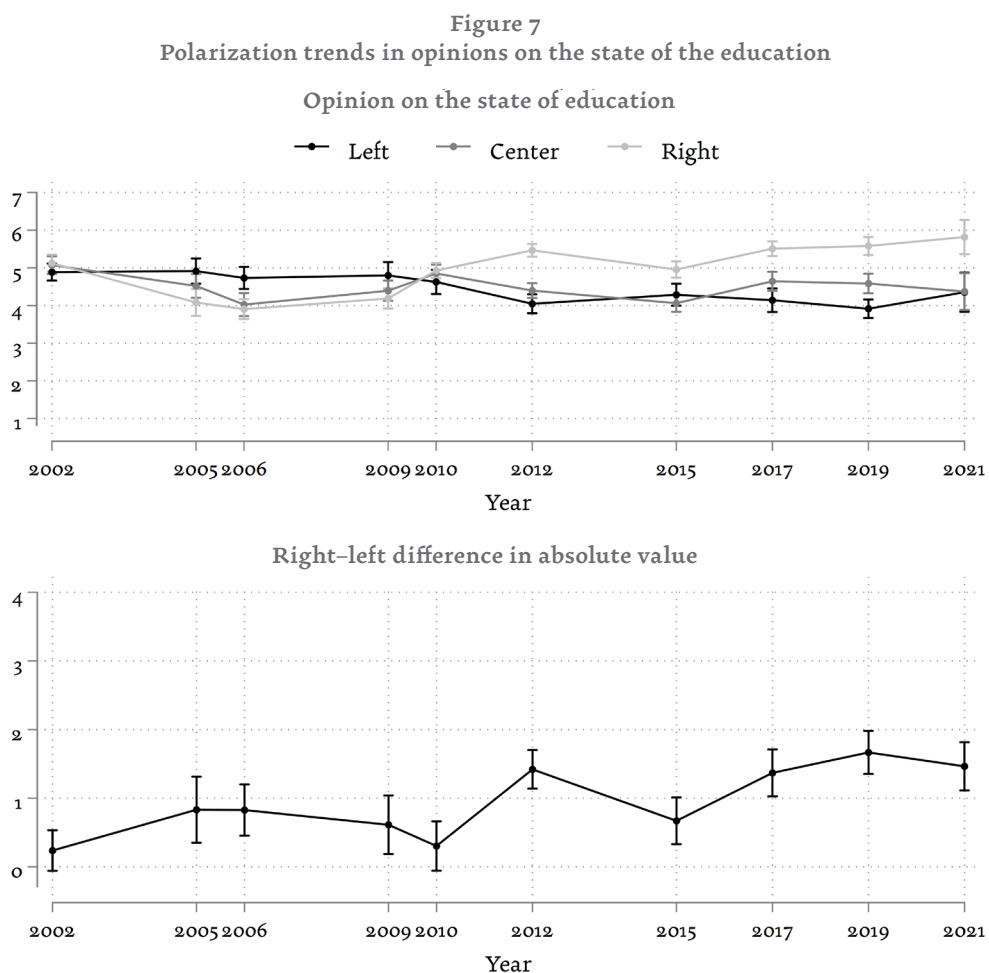 Figure 7
Polarization trends in opinions on the state of the education
Opinion on the state of education
Left Center Right
7
6
5
4
3
2
1
2002 2005 2006 2009 2010 2012 2015 2017 2019 2021
Year
Right–left difference in absolute value
4
3
2
1
0
2002 2005 2006 2009 2010 2012 2015 2017 2019 2021
Year